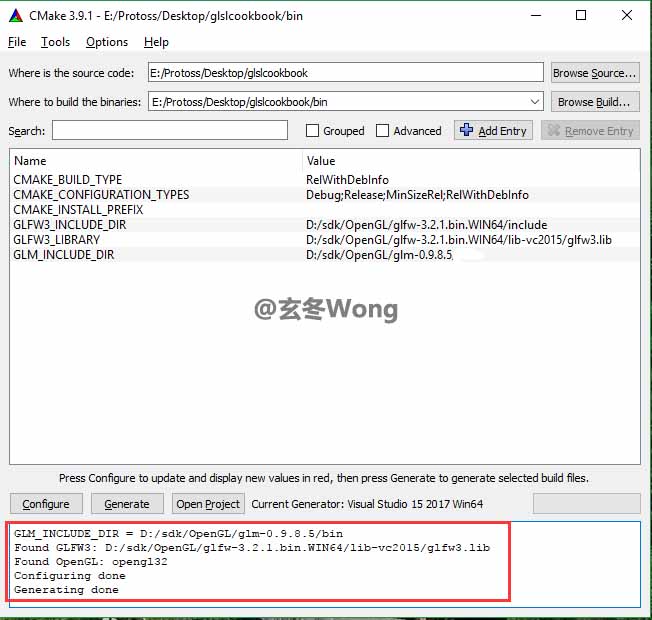 CMake 3.9.1 - E:/Protoss/Desktop/glslcookbook/bin
File Tools Options Help
Where is the source code: E:/Protoss/Desktop/glslcookbook Browse Source...
Where to build the binaries: E:/Protoss/Desktop/glslcookbook/bin Browse Build...
Search: Grouped Advanced Add Entry Remove Entry
Name Value
CMAKE_BUILD_TYPE RelWithDebInfo
CMAKE_CONFIGURATION_TYPES Debug;Release;MinSizeRel;RelWithDebInfo
CMAKE_INSTALL_PREFIX
GLFW3_INCLUDE_DIR D:/sdk/OpenGL/glfw-3.2.1.bin.WIN64/include
GLFW3_LIBRARY D:/sdk/OpenGL/glfw-3.2.1.bin.WIN64/lib-vc2015/glfw3.lib
GLM_INCLUDE_DIR D:/sdk/OpenGL/glm-0.9.8.5/
@玄冬Wong
Press Configure to update and display new values in red, then press Generate to generate selected build files.
Configure Generate Open Project Current Generator: Visual Studio 15 2017 Win64
GLM_INCLUDE_DIR = D:/sdk/OpenGL/glm-0.9.8.5/bin
Found GLFW3: D:/sdk/OpenGL/glfw-3.2.1.bin.WIN64/lib-vc2015/glfw3.lib
Found OpenGL: opengl32
Configuring done
Generating done